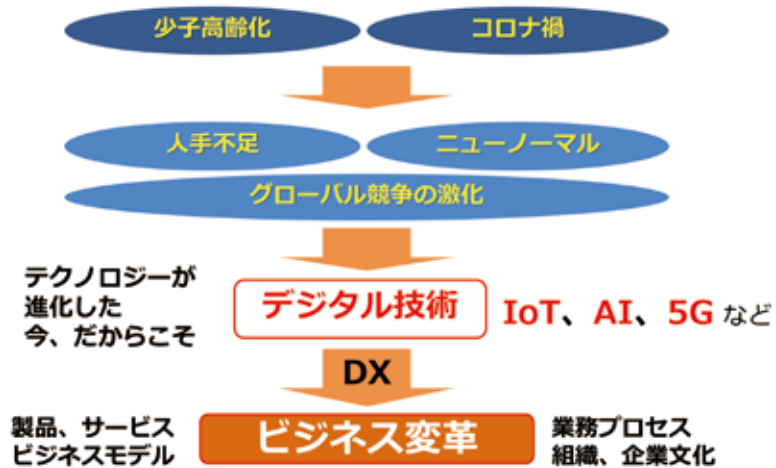 少子高齢化
コロナ禍
人手不足
ニューノーマル
グローバル競争の激化
テクノロジーが
進化した
今、だからこそ
デジタル技術
IoT、AI、5G など
DX
製品、サービス
ビジネスモデル
ビジネス変革
業務プロセス
組織、企業文化